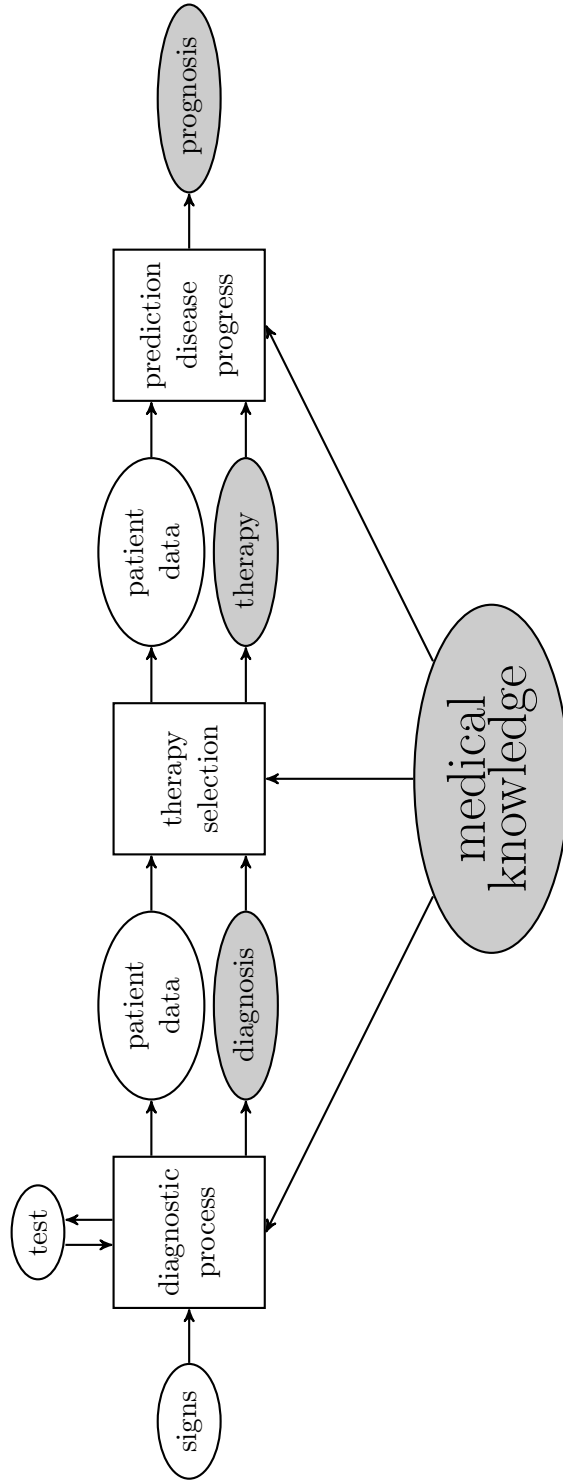 test
signs
diagnostic
process
patient
data
diagnosis
therapy
selection
patient
data
therapy
prediction
disease
progress
prognosis
medical
knowledge